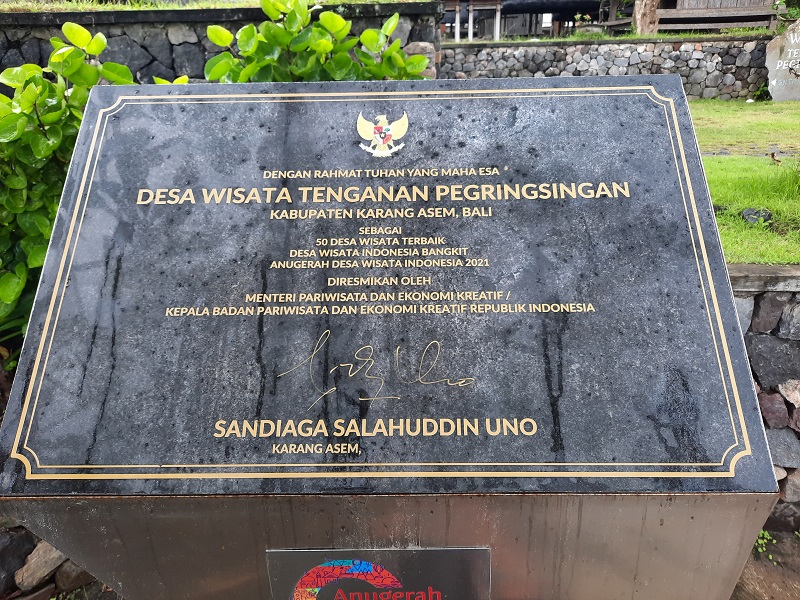 DENGAN RAHMAT TUHAN YANG MAHA ESA
DESA WISATA TENGANAN PEGRINGSINGAN
KABUPATEN KARANG ASEM, BALI
SEBAGAI
50 DESA WISATA TERBAIK
DESA WISATA INDONESIA BANGKIT
ANUGERAH DESA WISATA INDONESIA 2021
DIRESMIKAN OLEH
MENTERI PARIWISATA DAN EKONOMI KREATIF /
KEPALA BADAN PARIWISATA DAN EKONOMI KREATIF REPUBLIK INDONESIA
SANDIAGA SALAHUDDIN UNO
KARANG ASEM,
Anugerah